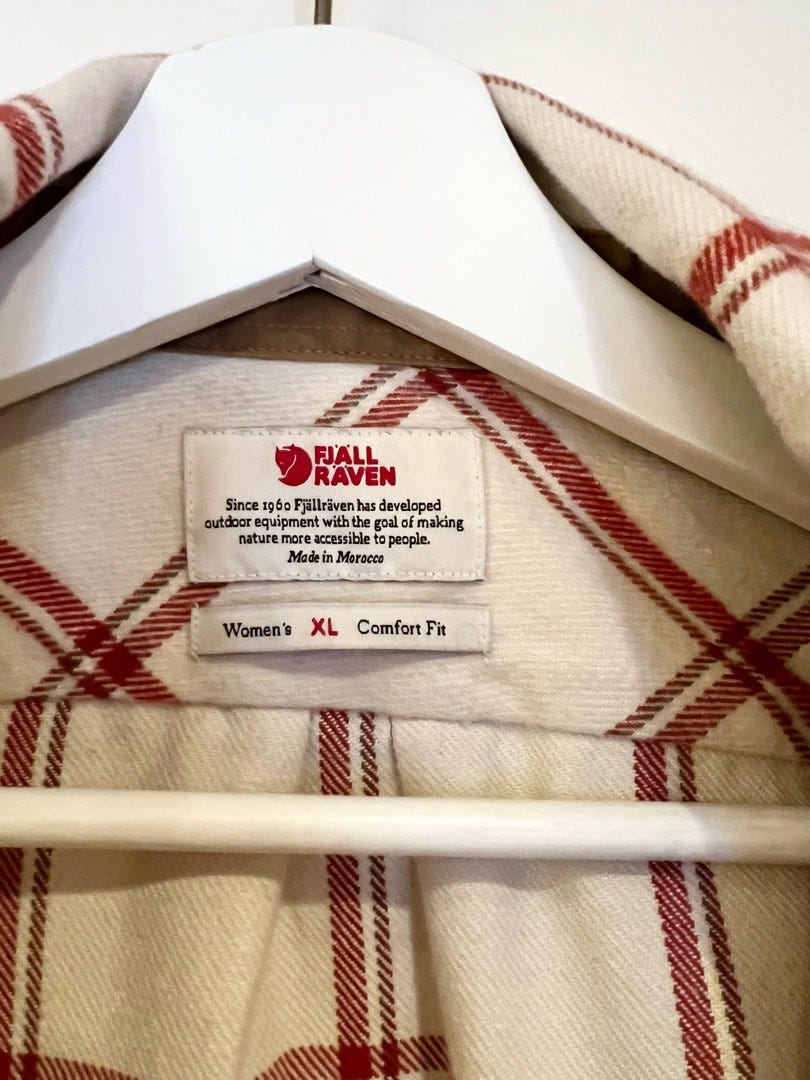 FJÄLL
RÄVEN
Since 1960 Fjällräven has developed
outdoor equipment with the goal of making
nature more accessible to people.
Made in Morocco
Women's XL Comfort Fit